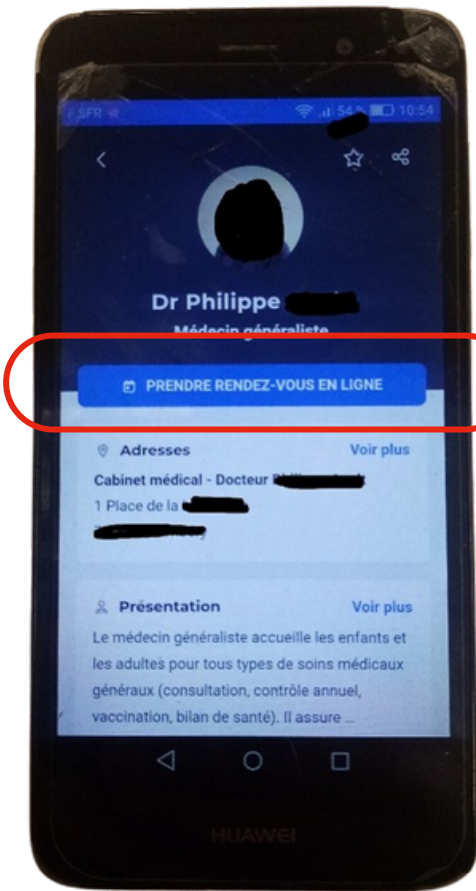 SFR 54 % 10:54
Dr Philippe
Médecin généraliste
PRENDRE RENDEZ-VOUS EN LIGNE
Adresses Voir plus
Cabinet médical - Docteur
1 Place de la
Présentation Voir plus
Le médecin généraliste accueille les enfants et
les adultes pour tous types de soins médicaux
généraux (consultation, contrôle annuel,
vaccination, bilan de santé). Il assure ...
HUAWEI